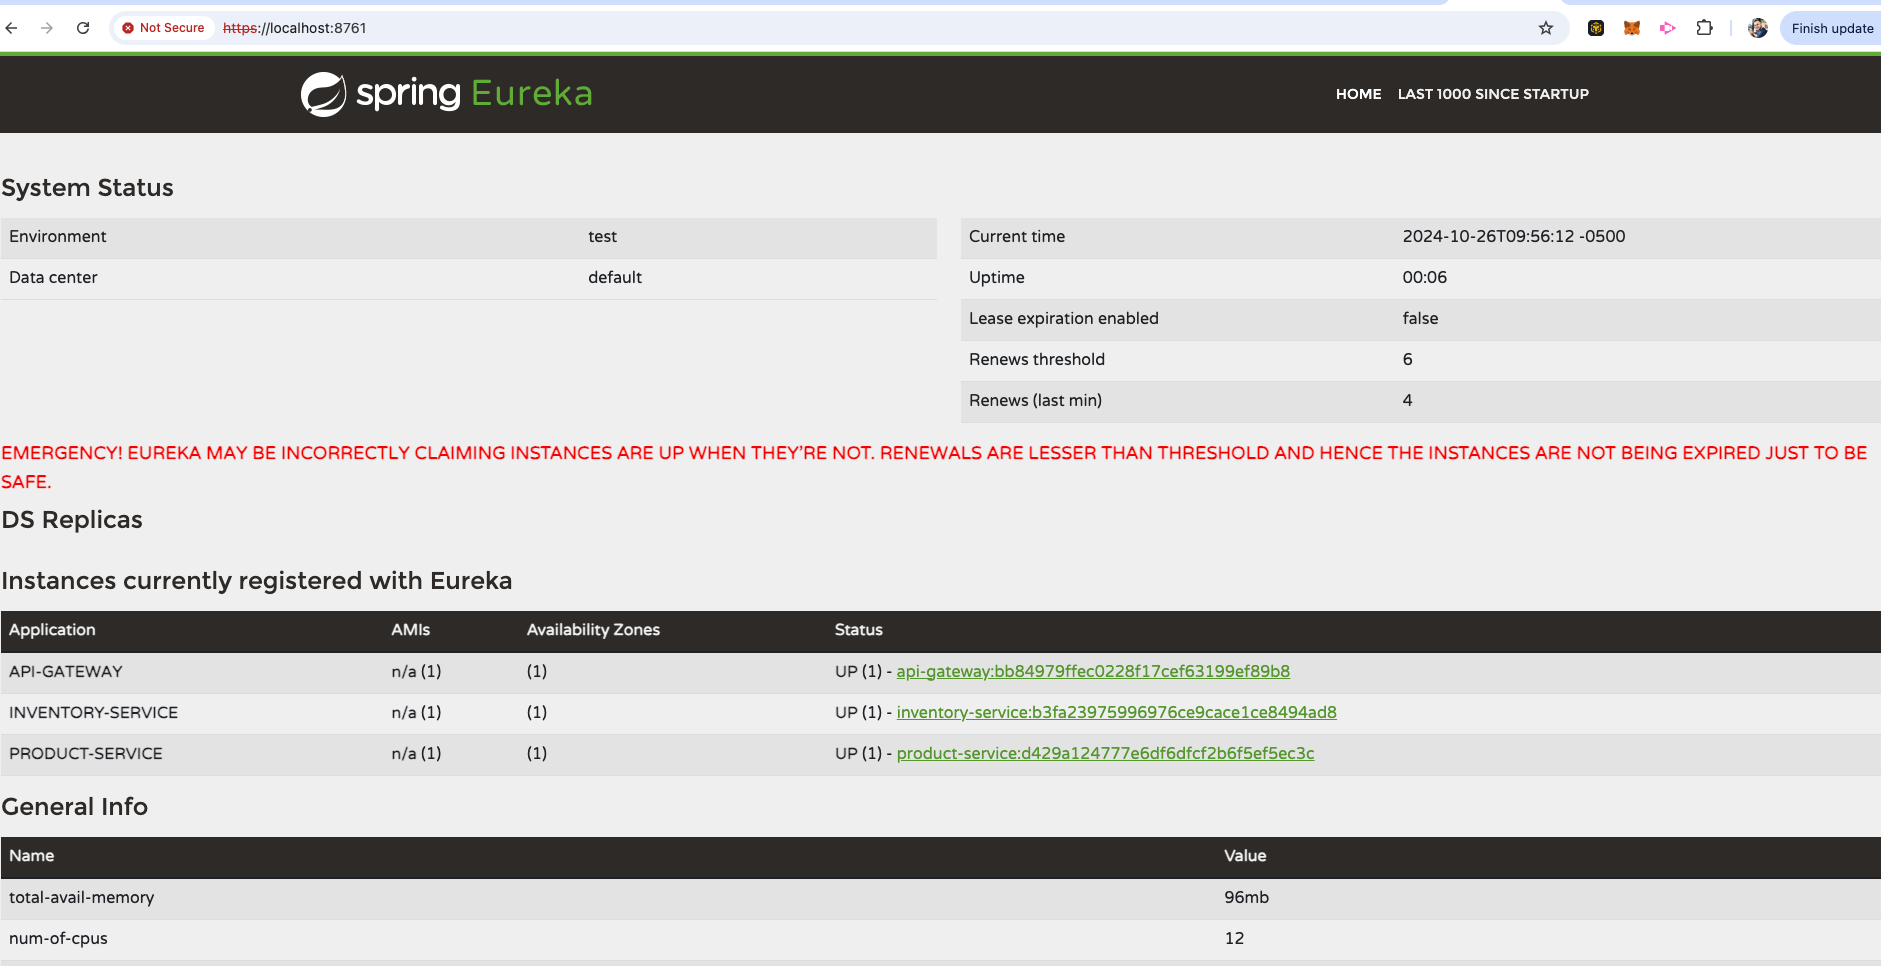 Not Secure https://localhost:8761 Finish update
spring Eureka HOME LAST 1000 SINCE STARTUP
System Status
Environment test
Data center default
Current time 2024-10-26T09:56:12 -0500
Uptime 00:06
Lease expiration enabled false
Renews threshold 6
Renews (last min) 4
EMERGENCY! EUREKA MAY BE INCORRECTLY CLAIMING INSTANCES ARE UP WHEN THEY'RE NOT. RENEWALS ARE LESSER THAN THRESHOLD AND HENCE THE INSTANCES ARE NOT BEING EXPIRED JUST TO BE
SAFE.
DS Replicas
Instances currently registered with Eureka
Application AMIs Availability Zones Status
API-GATEWAY n/a (1) (1) UP (1) - api-gateway:bb84979ffec0228f17cef63199ef89b8
INVENTORY-SERVICE n/a (1) (1) UP (1) - inventory-service:b3fa23975996976ce9cace1ce8494ad8
PRODUCT-SERVICE n/a (1) (1) UP (1) - product-service:d429a124777e6df6dfcf2b6f5ef5ec3c
General Info
Name Value
total-avail-memory 96mb
num-of-cpus 12